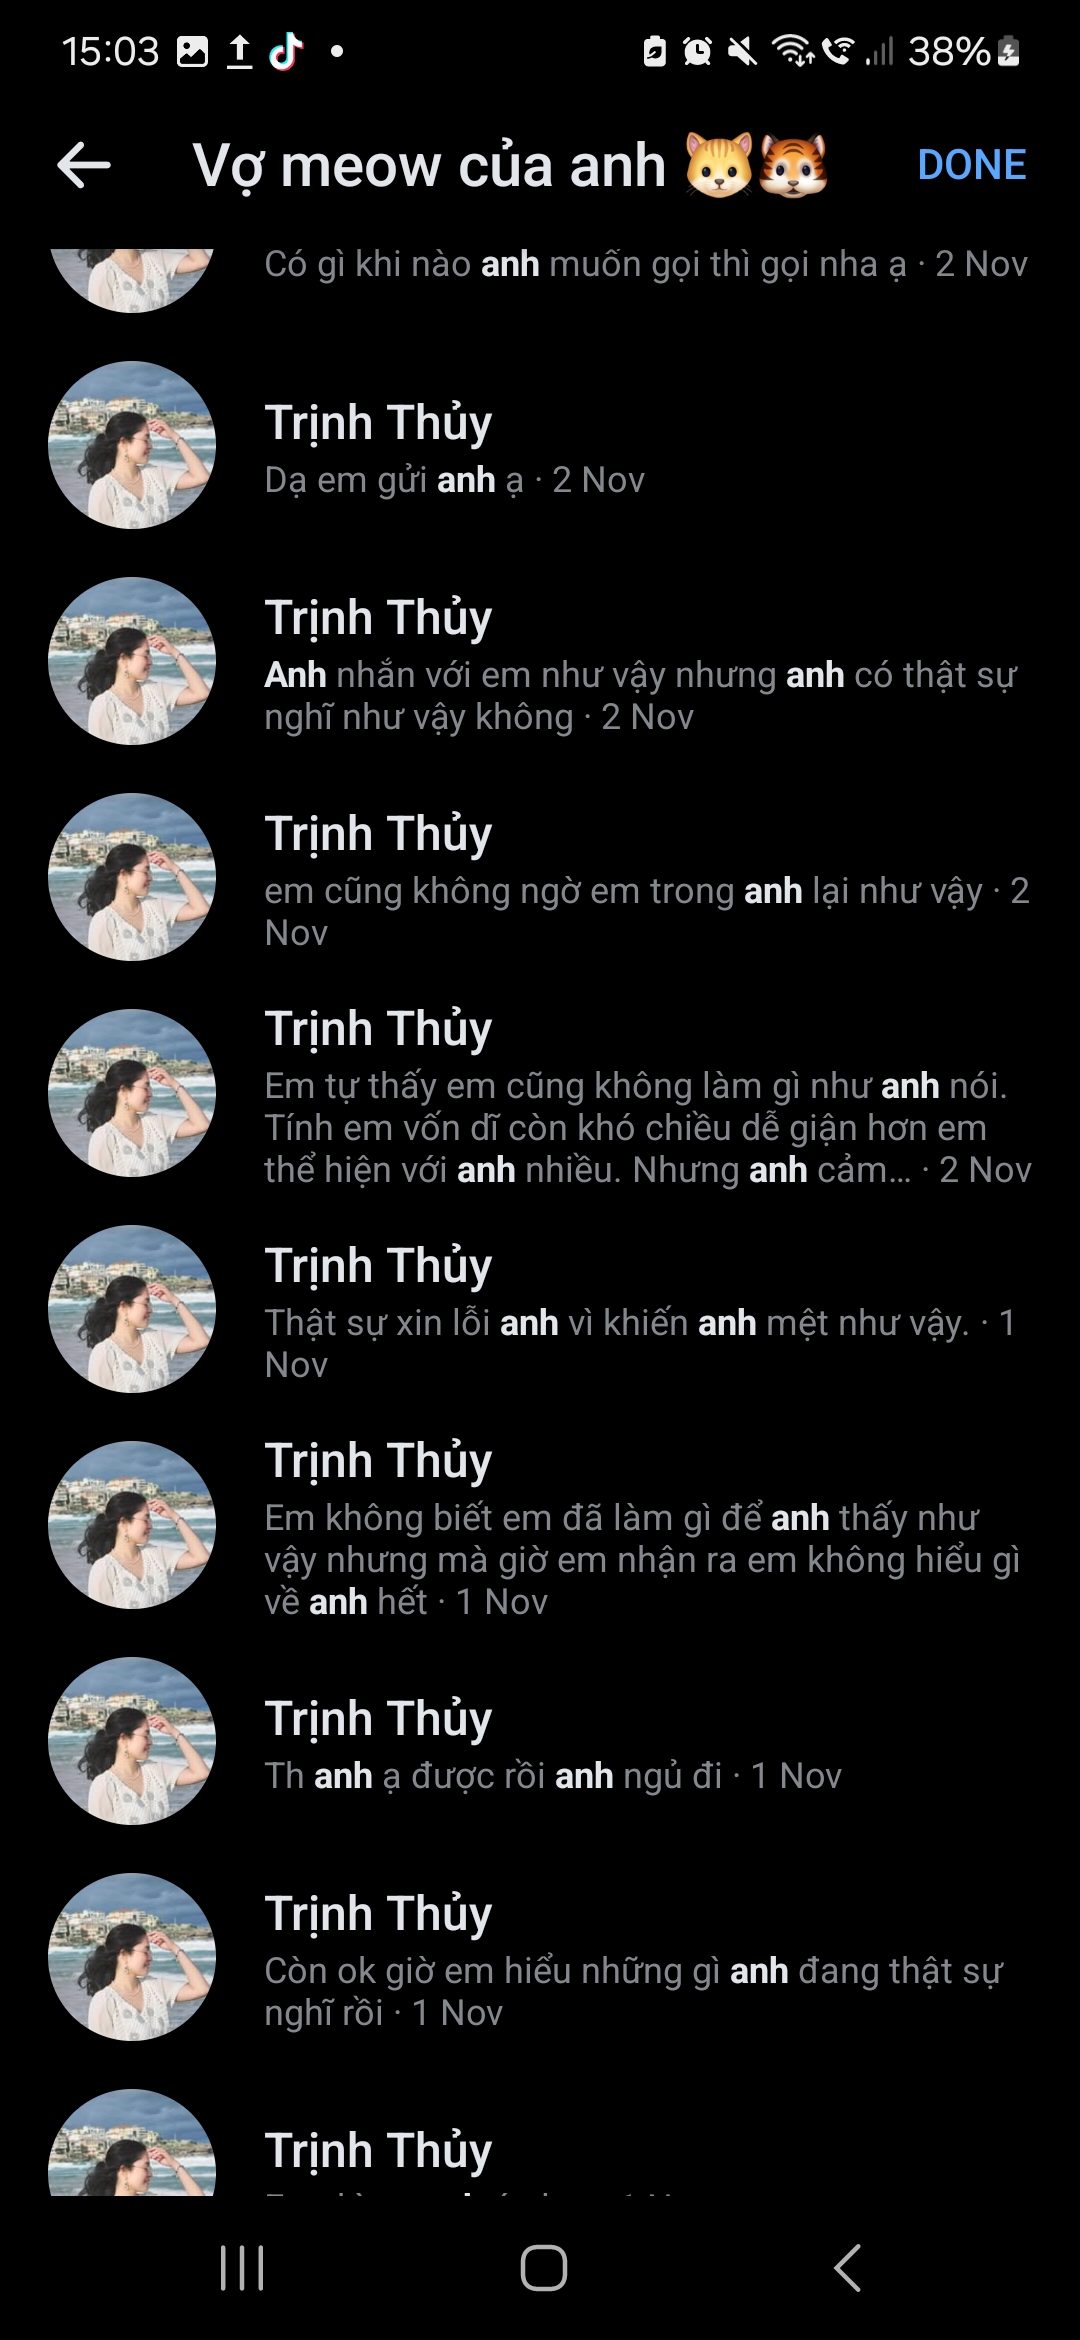 15:03
38%
Vợ meow của anh 🐱🐯
DONE
Có gì khi nào anh muốn gọi thì gọi nha ạ · 2 Nov
Trịnh Thủy
Dạ em gửi anh ạ · 2 Nov
Trịnh Thủy
Anh nhắn với em như vậy nhưng anh có thật sự
nghĩ như vậy không · 2 Nov
Trịnh Thủy
em cũng không ngờ em trong anh lại như vậy · 2
Nov
Trịnh Thủy
Em tự thấy em cũng không làm gì như anh nói.
Tính em vốn dĩ còn khó chiều dễ giận hơn em
thể hiện với anh nhiều. Nhưng anh cảm... · 2 Nov
Trịnh Thủy
Thật sự xin lỗi anh vì khiến anh mệt như vậy. · 1
Nov
Trịnh Thủy
Em không biết em đã làm gì để anh thấy như
vậy nhưng mà giờ em nhận ra em không hiểu gì
về anh hết · 1 Nov
Trịnh Thủy
Th anh ạ được rồi anh ngủ đi · 1 Nov
Trịnh Thủy
Còn ok giờ em hiểu những gì anh đang thật sự
nghĩ rồi · 1 Nov
Trịnh Thủy